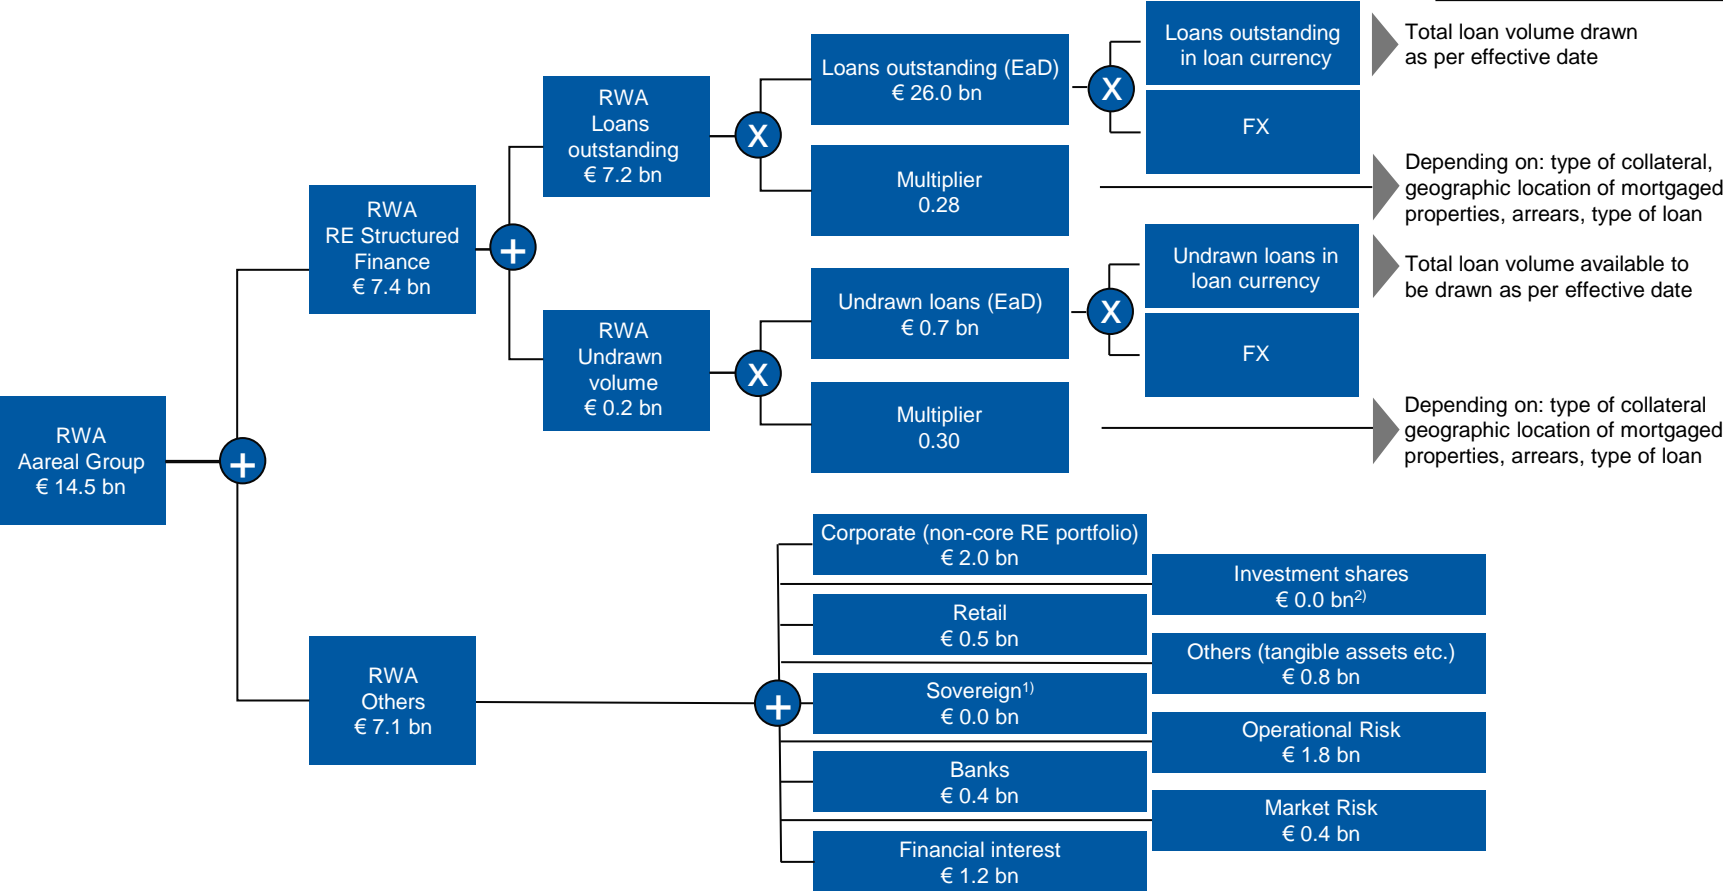 RWA
Aareal Group
€ 14.5 bn
+
RWA
RE Structured
Finance
€ 7.4 bn
+
RWA
Loans
outstanding
€ 7.2 bn
X
Loans outstanding (EaD)
€ 26.0 bn
X
Loans outstanding
in loan currency
Total loan volume drawn
as per effective date
FX
Multiplier
0.28
Depending on: type of collateral,
geographic location of mortgaged
properties, arrears, type of loan
RWA
Undrawn
volume
€ 0.2 bn
X
Undrawn loans (EaD)
€ 0.7 bn
X
Undrawn loans in
loan currency
Total loan volume available to
be drawn as per effective date
FX
Multiplier
0.30
Depending on: type of collateral
geographic location of mortgaged
properties, arrears, type of loan
RWA
Others
€ 7.1 bn
+
Corporate (non-core RE portfolio)
€ 2.0 bn
Investment shares
€ 0.0 bn2)
Retail
€ 0.5 bn
Others (tangible assets etc.)
€ 0.8 bn
Sovereign1)
€ 0.0 bn
Operational Risk
€ 1.8 bn
Banks
€ 0.4 bn
Market Risk
€ 0.4 bn
Financial interest
€ 1.2 bn